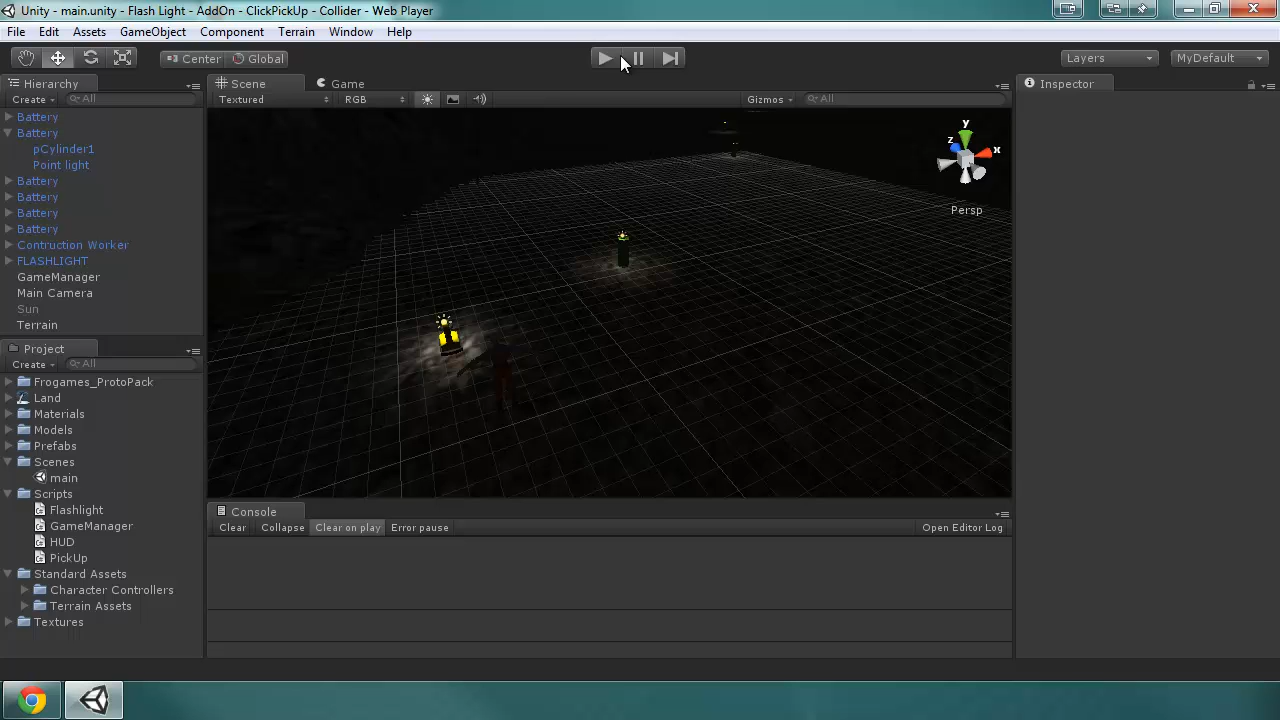 Unity - main.unity - Flash Light - AddOn - ClickPickUp - Collider - Web Player
File Edit Assets GameObject Component Terrain Window Help
Center Global Layers MyDefault
Hierarchy
Create All
Battery
Battery
pCylinder1
Point light
Battery
Battery
Battery
Battery
Contruction Worker
FLASHLIGHT
GameManager
Main Camera
Sun
Terrain
Project
Create All
Frogames_ProtoPack
Land
Materials
Models
Prefabs
Scenes
main
Scripts
Flashlight
GameManager
HUD
PickUp
Standard Assets
Character Controllers
Terrain Assets
Textures
Scene Game
Textured RGB Gizmos All
y
z x
Persp
Console
Clear Collapse Clear on play Error pause Open Editor Log
Inspector